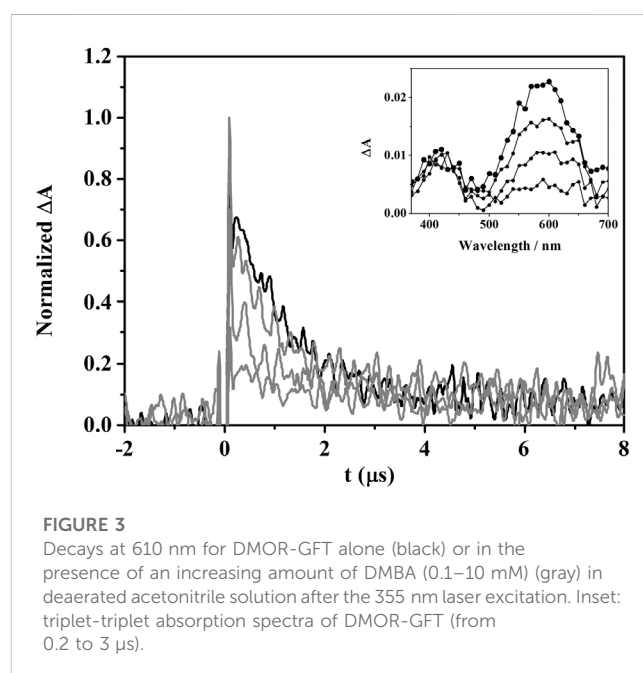 1.2
1.0
0.8
0.6
0.4
0.2
0.0
Normalized ΔA
-2
0
2
4
6
8
t (μs)
0.02
0.01
0.00
ΔA
400
500
600
700
Wavelength / nm
FIGURE 3
Decays at 610 nm for DMOR-GFT alone (black) or in the
presence of an increasing amount of DMBA (0.1–10 mM) (gray) in
deaerated acetonitrile solution after the 355 nm laser excitation. Inset:
triplet-triplet absorption spectra of DMOR-GFT (from
0.2 to 3 μs).